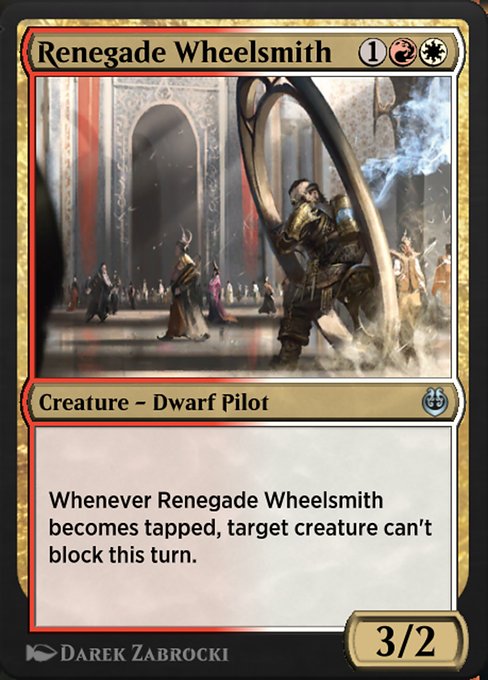 Renegade Wheelsmith 1
Creature – Dwarf Pilot
Whenever Renegade Wheelsmith
becomes tapped, target creature can't
block this turn.
3/2
Darek Zabrocki